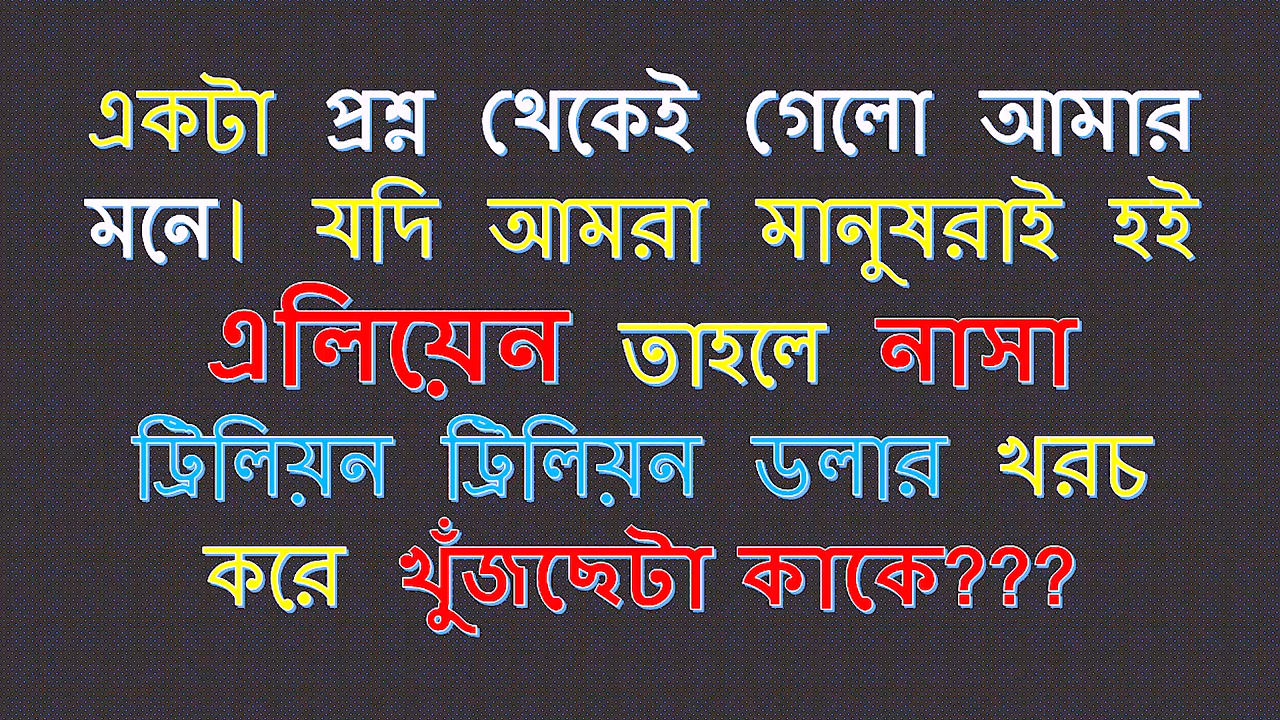 একটা প্রশ্ন থেকেই গেলো আমার
মনে। যদি আমরা মানুষরাই হই
এলিয়েন তাহলে নাসা
ট্রিলিয়ন ট্রিলিয়ন ডলার খরচ
করে খুঁজছেটা কাকে???